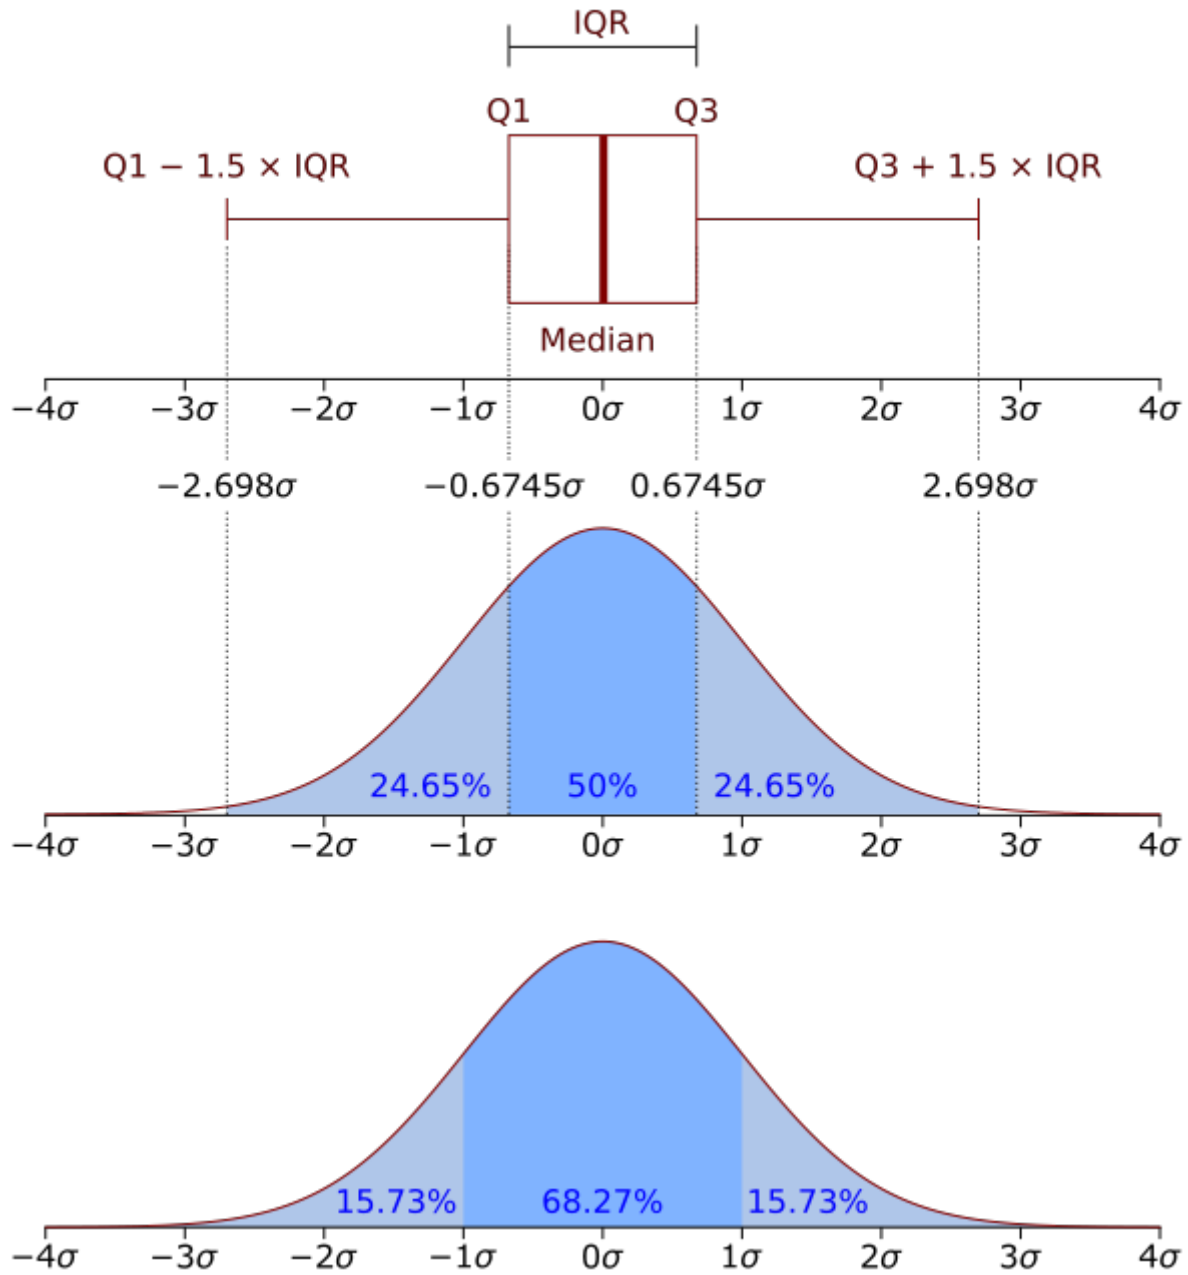 IQR
Q1 Q3
Q1 − 1.5 × IQR Q3 + 1.5 × IQR
Median
−4σ −3σ −2σ −1σ 0σ 1σ 2σ 3σ 4σ
−2.698σ −0.6745σ 0.6745σ 2.698σ
24.65% 50% 24.65%
−4σ −3σ −2σ −1σ 0σ 1σ 2σ 3σ 4σ
15.73% 68.27% 15.73%
−4σ −3σ −2σ −1σ 0σ 1σ 2σ 3σ 4σ